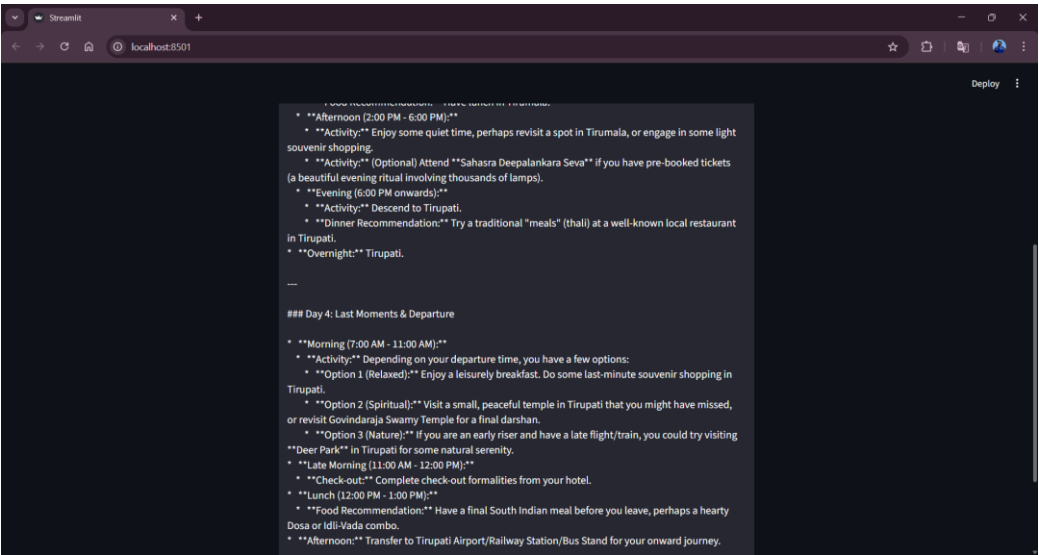 Streamlit
localhost:8501
Deploy
Food Recommendation:** Have lunch in Tirumala.
* **Afternoon (2:00 PM - 6:00 PM):**
* **Activity:** Enjoy some quiet time, perhaps revisit a spot in Tirumala, or engage in some light
souvenir shopping.
* **Activity:** (Optional) Attend **Sahasra Deepalankara Seva** if you have pre-booked tickets
(a beautiful evening ritual involving thousands of lamps).
* **Evening (6:00 PM onwards):**
* **Activity:** Descend to Tirupati.
* **Dinner Recommendation:** Try a traditional "meals" (thali) at a well-known local restaurant
in Tirupati.
* **Overnight:** Tirupati.
---
### Day 4: Last Moments & Departure
* **Morning (7:00 AM - 11:00 AM):**
* **Activity:** Depending on your departure time, you have a few options:
* **Option 1 (Relaxed):** Enjoy a leisurely breakfast. Do some last-minute souvenir shopping in
Tirupati.
* **Option 2 (Spiritual):** Visit a small, peaceful temple in Tirupati that you might have missed,
or revisit Govindaraja Swamy Temple for a final darshan.
* **Option 3 (Nature):** If you are an early riser and have a late flight/train, you could try visiting
**Deer Park** in Tirupati for some natural serenity.
* **Late Morning (11:00 AM - 12:00 PM):**
* **Check-out:** Complete check-out formalities from your hotel.
* **Lunch (12:00 PM - 1:00 PM):**
* **Food Recommendation:** Have a final South Indian meal before you leave, perhaps a hearty
Dosa or Idli-Vada combo.
* **Afternoon:** Transfer to Tirupati Airport/Railway Station/Bus Stand for your onward journey.